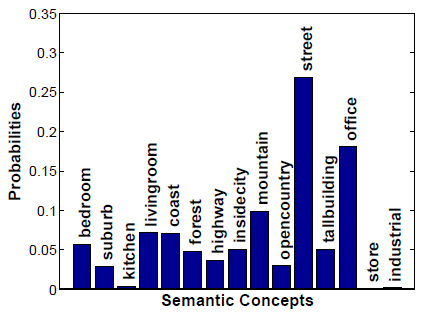 Probabilities
0.35
0.3
0.25
0.2
0.15
0.1
0.05
0
bedroom
suburb
kitchen
livingroom
coast
forest
highway
insidecity
mountain
opencountry
street
tallbuilding
office
store
industrial
Semantic Concepts